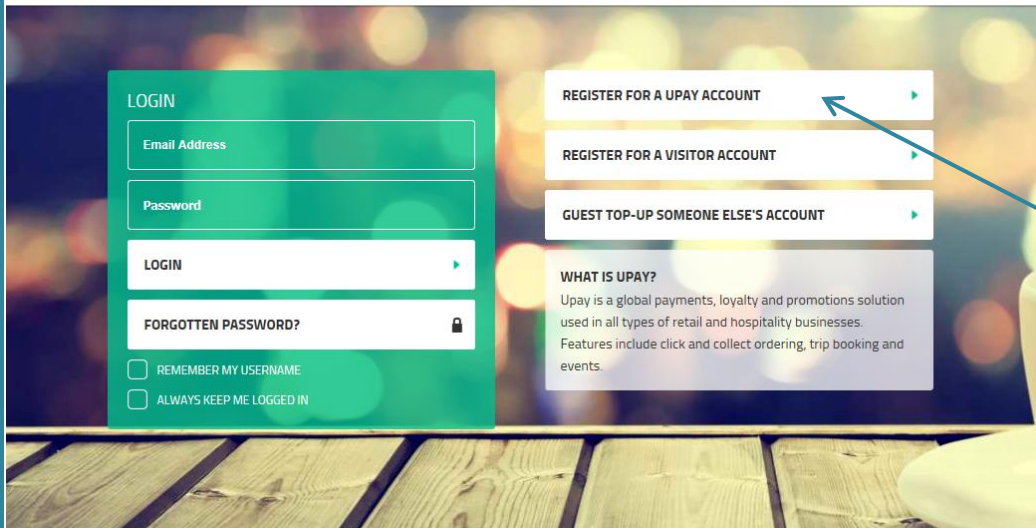 LOGIN
Email Address
Password
LOGIN
FORGOTTEN PASSWORD?
REMEMBER MY USERNAME
ALWAYS KEEP ME LOGGED IN
REGISTER FOR A UPAY ACCOUNT
REGISTER FOR A VISITOR ACCOUNT
GUEST TOP-UP SOMEONE ELSE'S ACCOUNT
WHAT IS UPAY?
Upay is a global payments, loyalty and promotions solution
used in all types of retail and hospitality businesses.
Features include click and collect ordering, trip booking and
events.